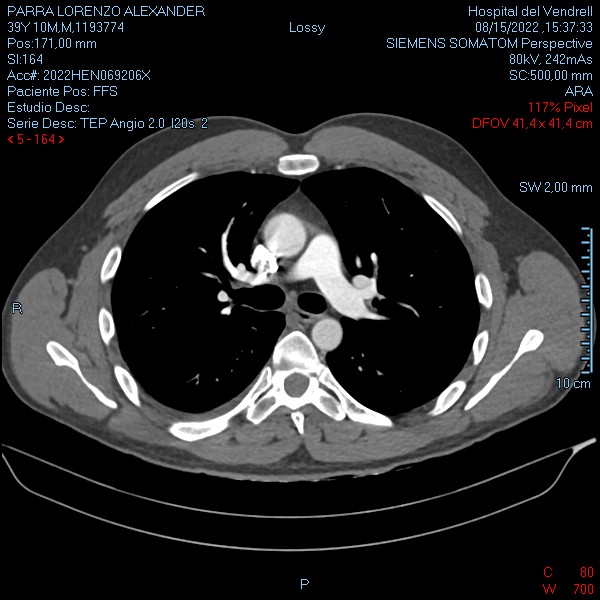 PARRA LORENZO ALEXANDER
39Y 10M,M,1193774
Pos:171,00 mm
SI:164
Acc#: 2022HEN069206X
Paciente Pos: FFS
Estudio Desc:
Serie Desc: TEP Angio 2.0 I20s 2
< 5 - 164 >
Lossy
Hospital del Vendrell
08/15/2022 ,15:37:33
SIEMENS SOMATOM Perspective
80kV, 242mAs
SC:500,00 mm
ARA
117% Pixel
DFOV 41,4 x 41,4 cm
SW 2,00 mm
R
10 cm
P
C 80
W 700